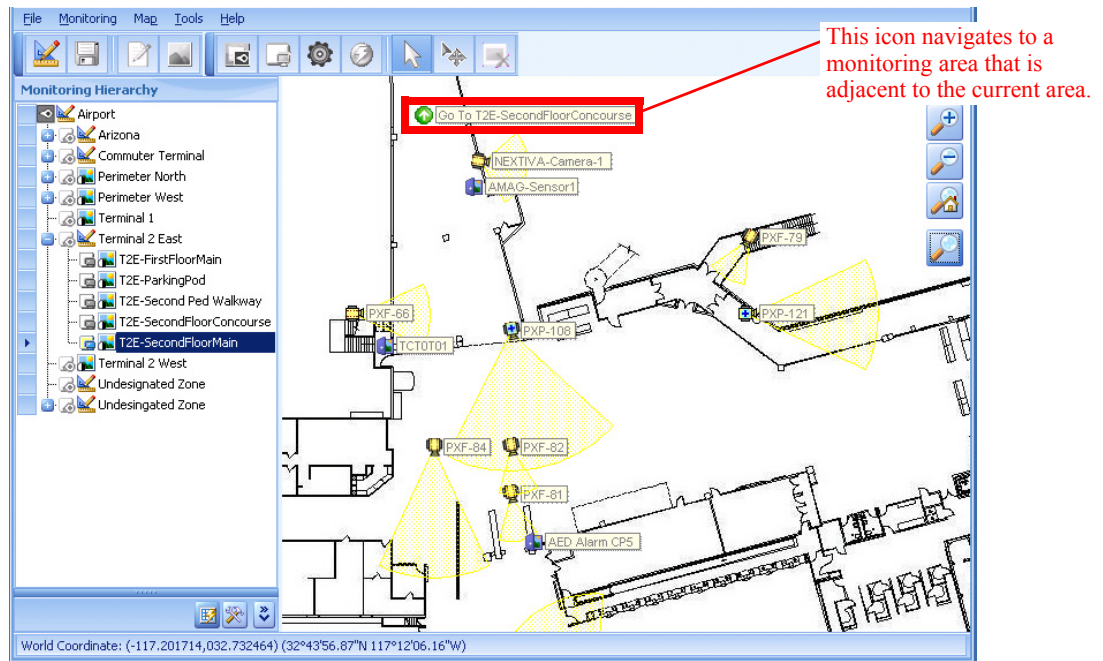 File Monitoring Map Tools Help
This icon navigates to a
monitoring area that is
adjacent to the current area.
Monitoring Hierarchy
Airport
Arizona
Commuter Terminal
Perimeter North
Perimeter West
Terminal 1
Terminal 2 East
T2E-FirstFloorMain
T2E-ParkingPod
T2E-Second Ped Walkway
T2E-SecondFloorConcourse
T2E-SecondFloorMain
Terminal 2 West
Undesignated Zone
Undesingated Zone
Go To T2E-SecondFloorConcourse
NEXTIVA-Camera-1
AMAG-Sensor1
PXF-79
PXF-66
PXP-121
PXP-108
TCT0T01
PXF-84
PXF-82
PXF-81
AED Alarm CP5
World Coordinate: (-117.201714,032.732464) (32°43'56.87"N 117°12'06.16"W)